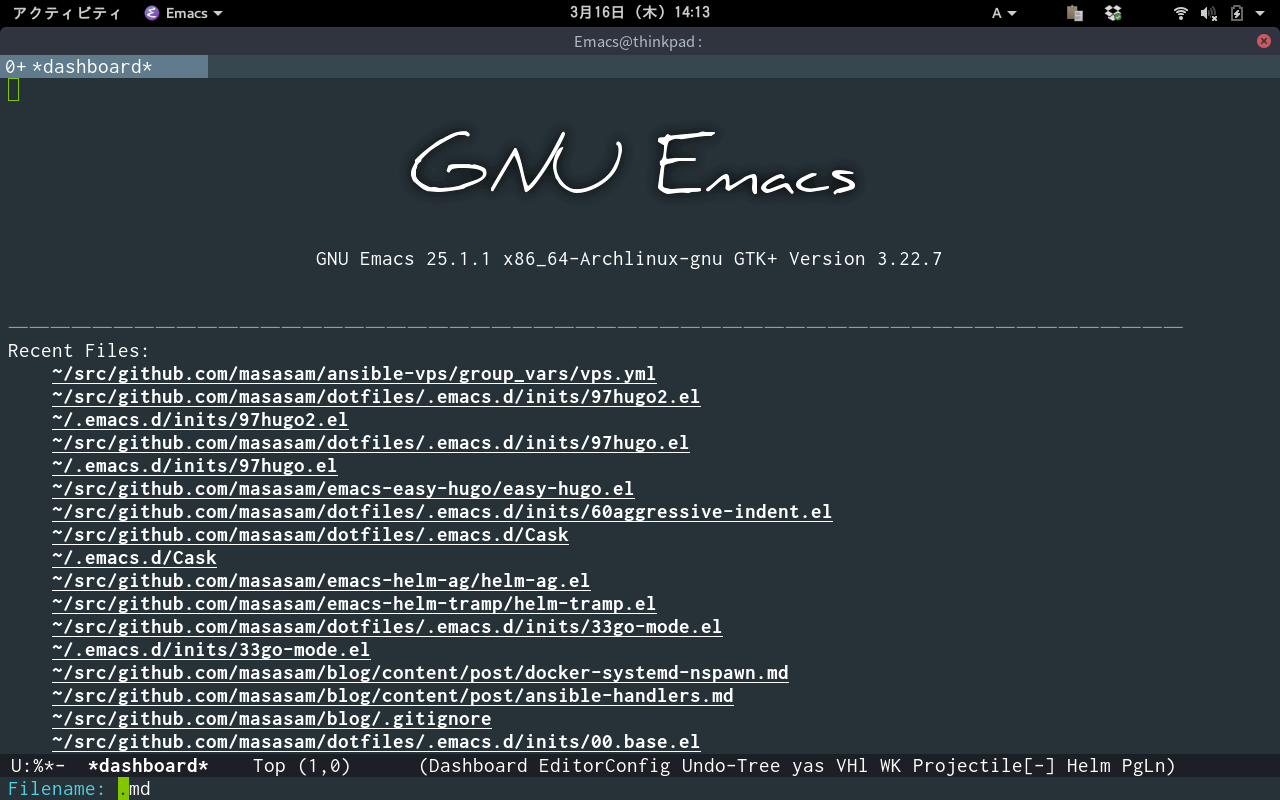 アクティビティ Emacs 3月16日 (木) 14:13 A
Emacs@thinkpad:
0+ *dashboard*
GNU Emacs
GNU Emacs 25.1.1 x86_64-Archlinux-gnu GTK+ Version 3.22.7
Recent Files:
~/src/github.com/masasam/ansible-vps/group_vars/vps.yml
~/src/github.com/masasam/dotfiles/.emacs.d/inits/97hugo2.el
~/.emacs.d/inits/97hugo2.el
~/src/github.com/masasam/dotfiles/.emacs.d/inits/97hugo.el
~/.emacs.d/inits/97hugo.el
~/src/github.com/masasam/emacs-easy-hugo/easy-hugo.el
~/src/github.com/masasam/dotfiles/.emacs.d/inits/60aggressive-indent.el
~/src/github.com/masasam/dotfiles/.emacs.d/Cask
~/.emacs.d/Cask
~/src/github.com/masasam/emacs-helm-ag/helm-ag.el
~/src/github.com/masasam/emacs-helm-tramp/helm-tramp.el
~/src/github.com/masasam/dotfiles/.emacs.d/inits/33go-mode.el
~/.emacs.d/inits/33go-mode.el
~/src/github.com/masasam/blog/content/post/docker-systemd-nspawn.md
~/src/github.com/masasam/blog/content/post/ansible-handlers.md
~/src/github.com/masasam/blog/.gitignore
~/src/github.com/masasam/dotfiles/.emacs.d/inits/00.base.el
U:%*- *dashboard* Top (1,0) (Dashboard EditorConfig Undo-Tree yas VHl WK Projectile[-] Helm PgLn)
Filename: .md